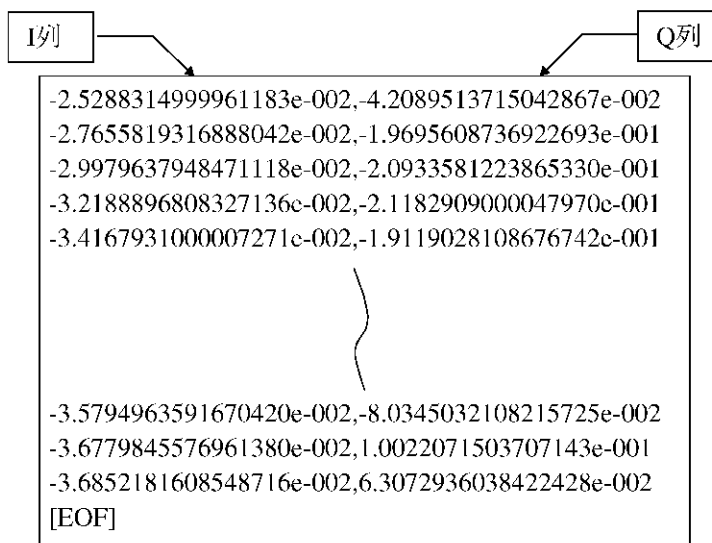 I列
Q列
-2.5288314999961183e-002,-4.2089513715042867e-002
-2.7655819316888042e-002,-1.9695608736922693e-001
-2.9979637948471118e-002,-2.0933581223865330e-001
-3.2188896808327136e-002,-2.1182909000047970e-001
-3.4167931000007271e-002,-1.9119028108676742e-001
-3.5794963591670420e-002,-8.0345032108215725e-002
-3.6779845576961380e-002,1.0022071503707143e-001
-3.6852181608548716e-002,6.3072936038422428e-002
[EOF]